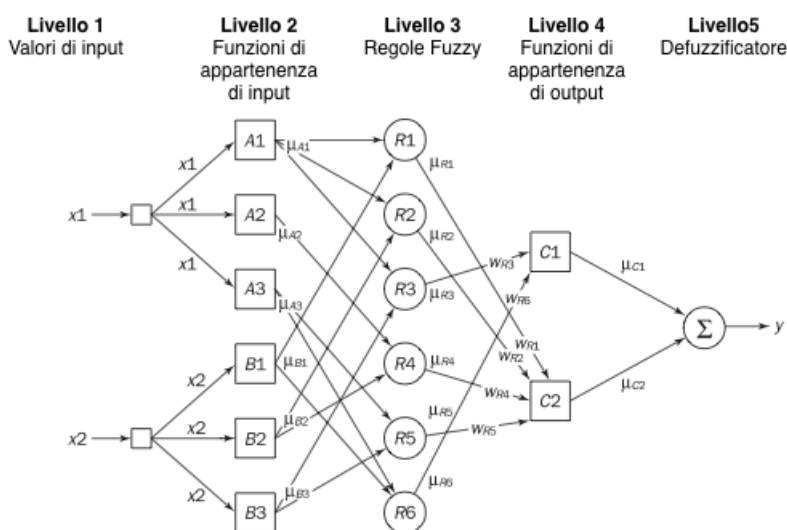 Livello 1
Valori di input
Livello 2
Funzioni di
appartenenza
di input
Livello 3
Regole Fuzzy
Livello 4
Funzioni di
appartenenza
di output
Livello5
Defuzzificatore
x1
x1
x1
x1
A1
A2
A3
μA1
μA2
μA3
x2
x2
x2
x2
B1
B2
B3
μB1
μB2
μB3
R1
R2
R3
R4
R5
R6
μR1
μR2
μR3
μR4
μR5
μR6
wR3
wR6
wR1
wR2
wR4
wR5
C1
C2
μC1
μC2
Σ
y